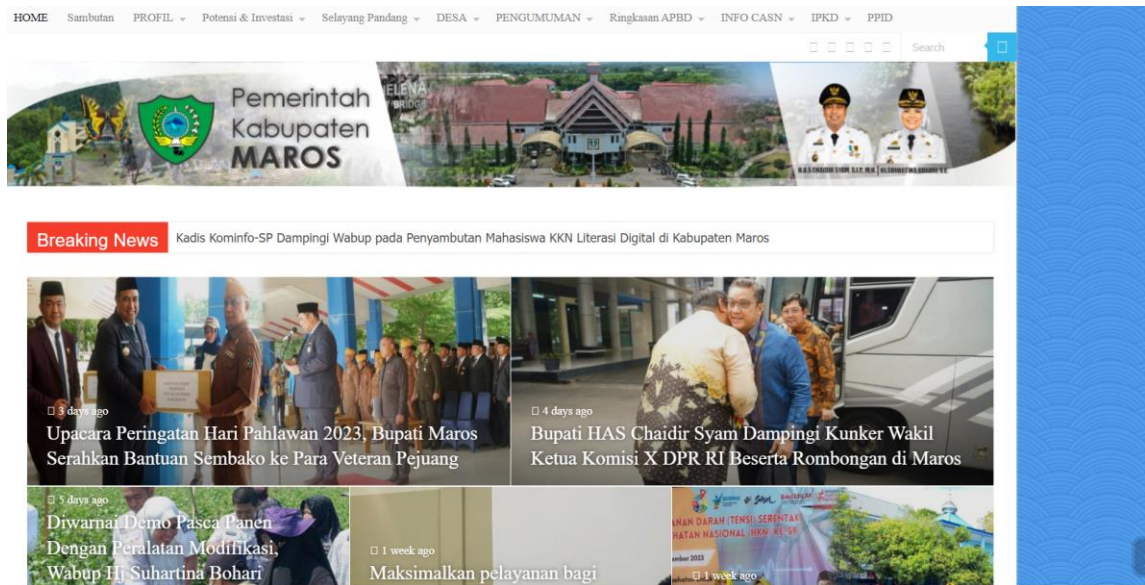 HOME Sambutan PROFIL Potensi & Investasi Selayang Pandang DESA PENGUMUMAN Ringkasan APBD INFO CASN IPKD PPID
Search
Pemerintah
Kabupaten
MAROS
Breaking News Kadis Kominfo-SP Dampingi Wabup pada Penyambutan Mahasiswa KKN Literasi Digital di Kabupaten Maros
3 days ago
Upacara Peringatan Hari Pahlawan 2023, Bupati Maros
Serahkan Bantuan Sembako ke Para Veteran Pejuang
4 days ago
Bupati HAS Chaidir Syam Dampingi Kunker Wakil
Ketua Komisi X DPR RI Beserta Rombongan di Maros
5 days ago
Diwarnai Demo Pasca Panen
Dengan Peralatan Modifikasi,
Wabup Hj Suhartina Bohari
1 week ago
Maksimalkan pelayanan bagi
DARAH (TENSI) SERENTAK
1 week ago